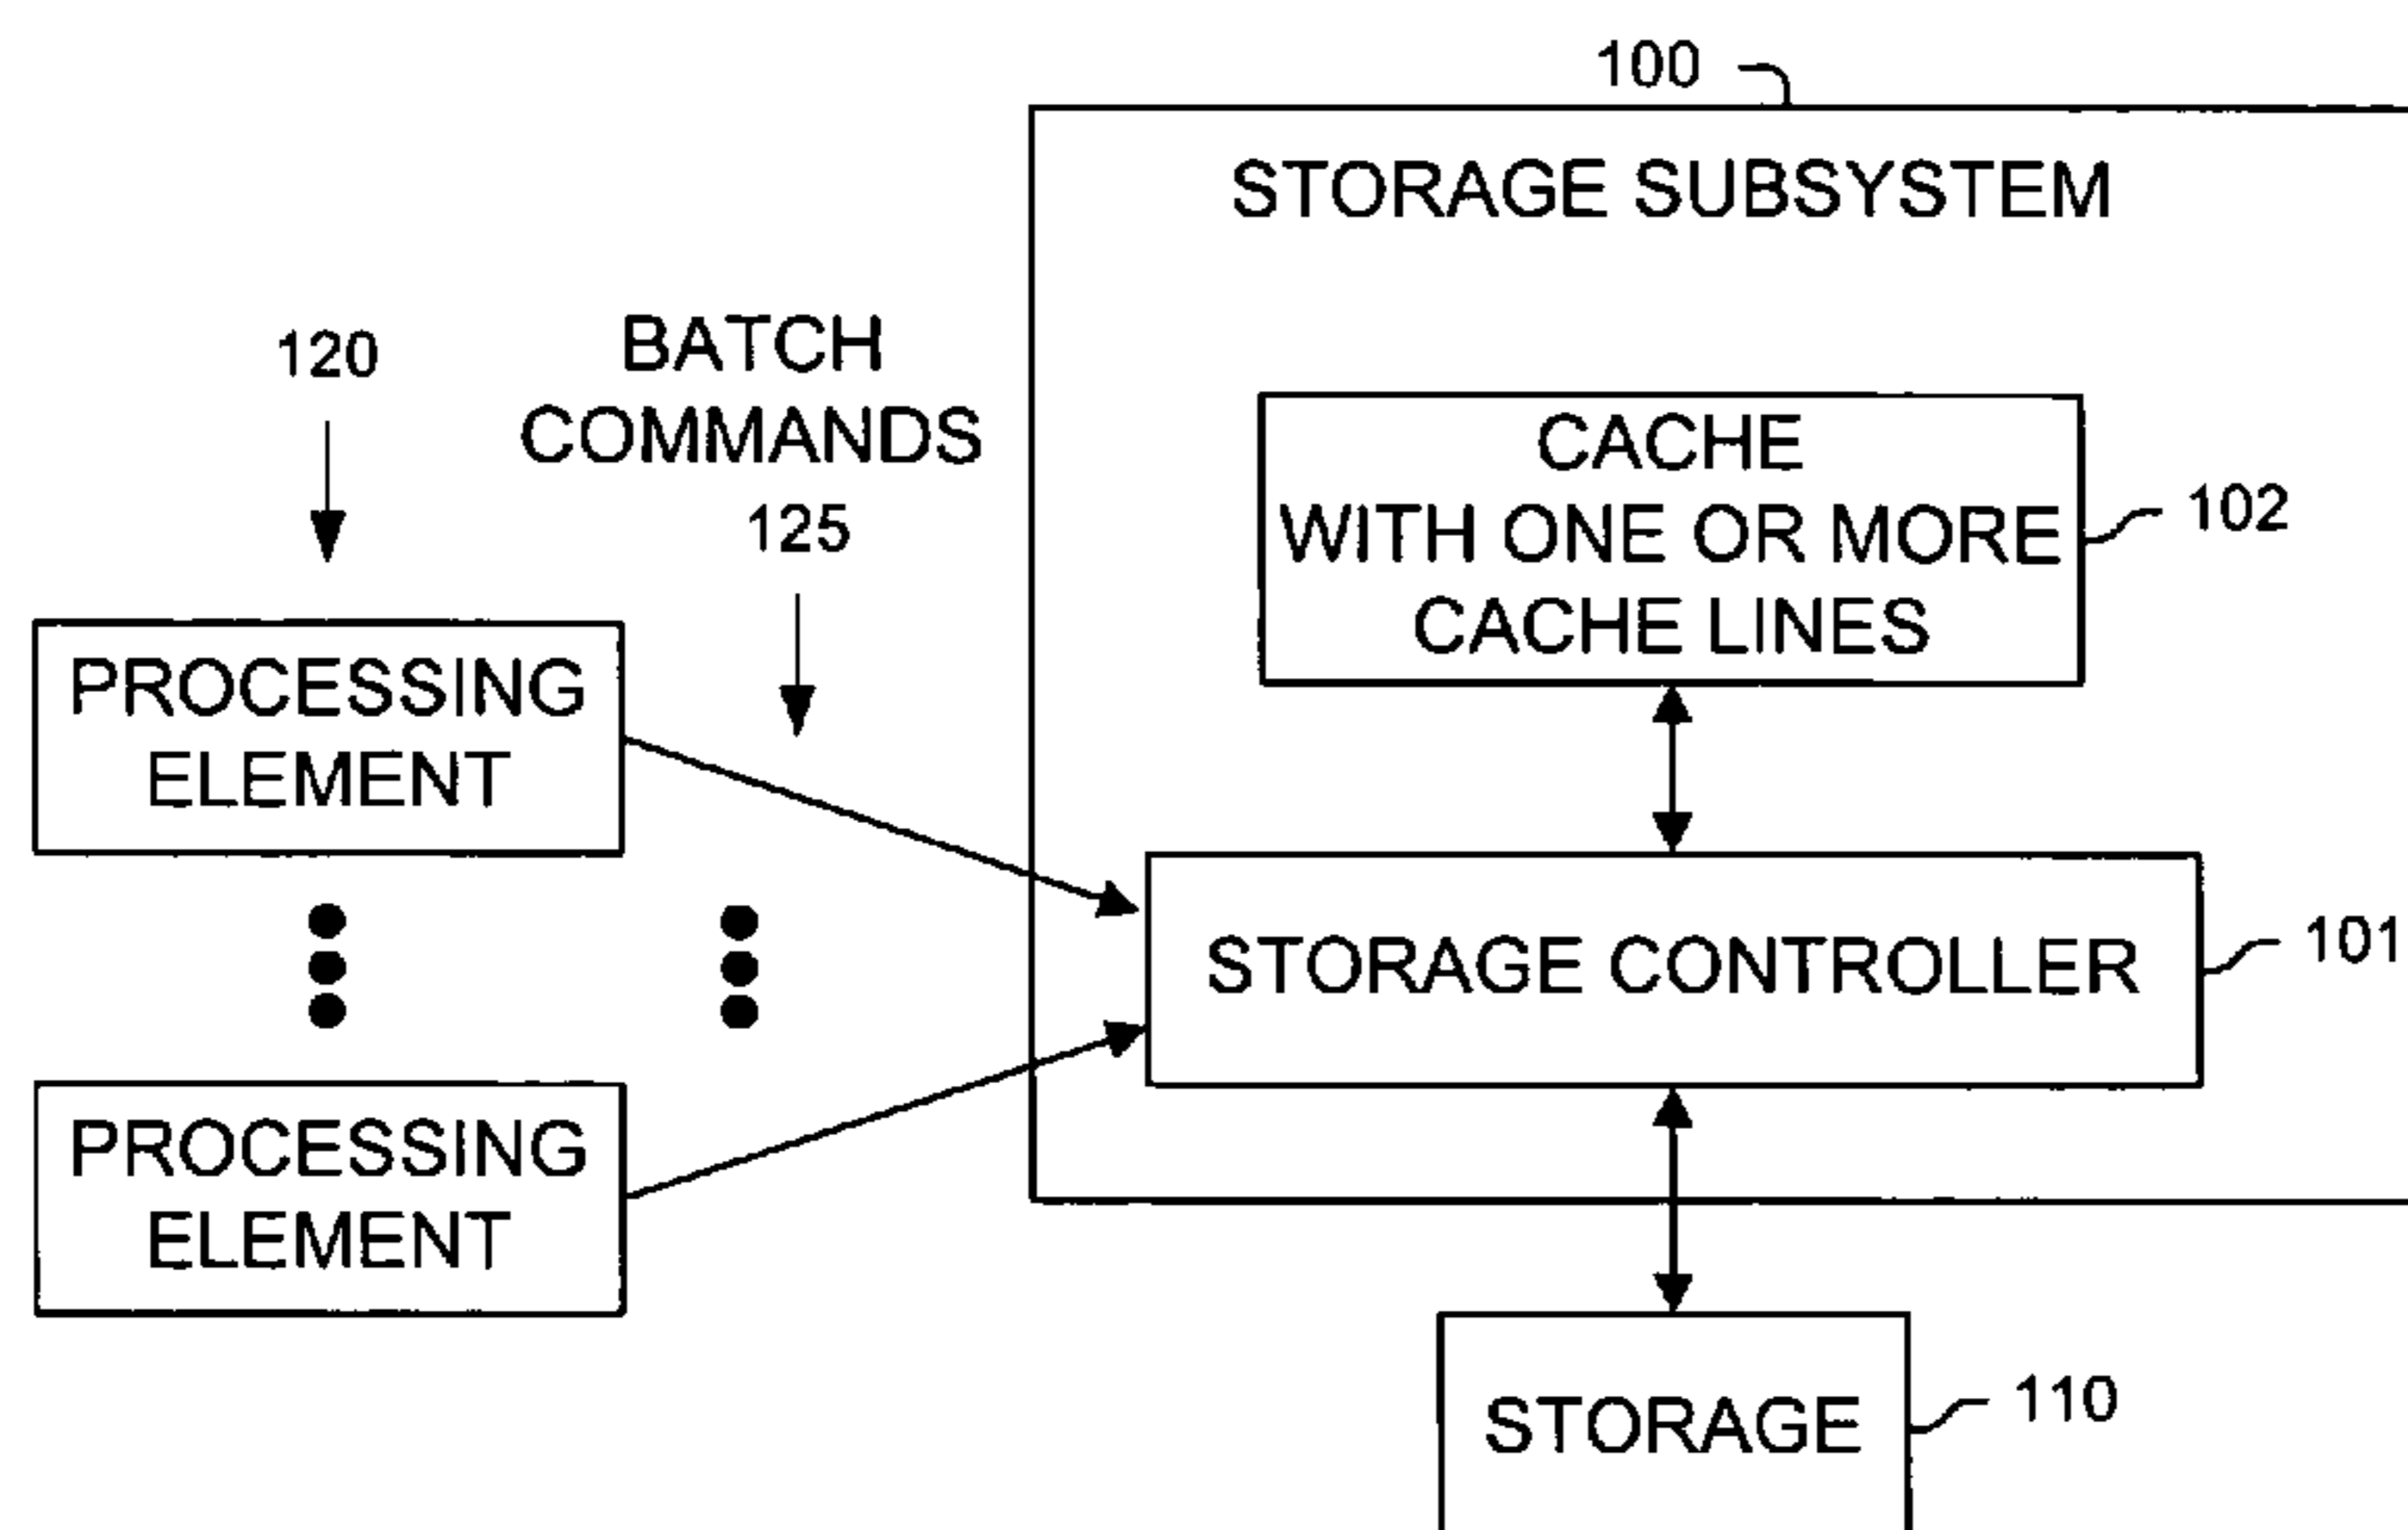 100
STORAGE SUBSYSTEM
120
BATCH
COMMANDS
125
CACHE
WITH ONE OR MORE
CACHE LINES
102
PROCESSING
ELEMENT
STORAGE CONTROLLER
101
PROCESSING
ELEMENT
STORAGE
110